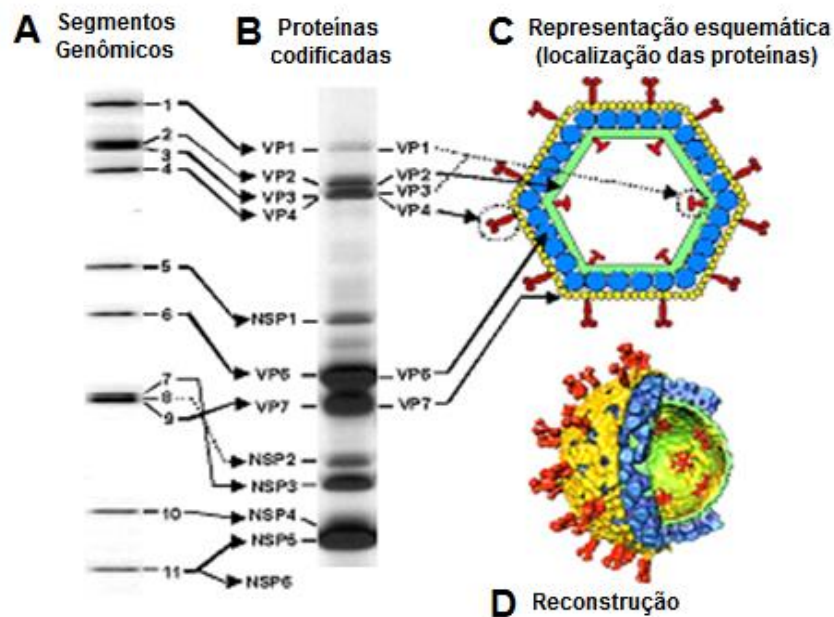 A Segmentos
Genômicos
B Proteínas
codificadas
C Representação esquemática
(localização das proteínas)
1
2
3
4
5
6
7
8
9
10
11
VP1
VP2
VP3
VP4
NSP1
VP6
VP7
NSP2
NSP3
NSP4
NSP5
NSP6
VP1
VP2
VP3
VP4
VP6
VP7
D Reconstrução